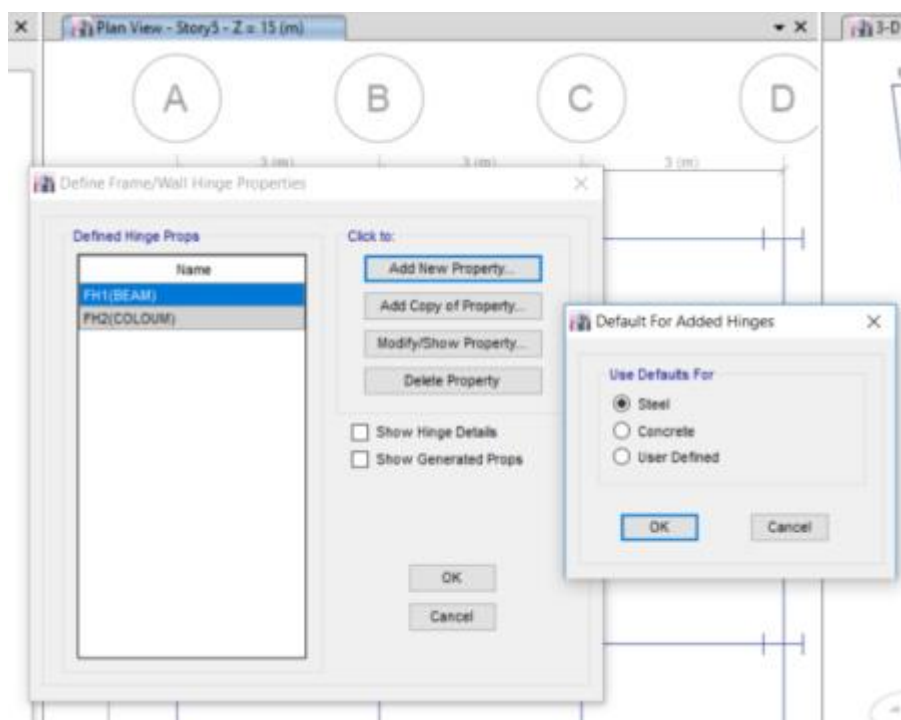 Plan View - Story5 - Z = 15 (m)
3-D
A
B
C
D
3 (m)
3 (m)
3 (m)
Define Frame/Wall Hinge Properties
Defined Hinge Props
Name
FH1(BEAM)
FH2(COLOUM)
Click to:
Add New Property...
Add Copy of Property...
Modify/Show Property...
Delete Property
Show Hinge Details
Show Generated Props
OK
Cancel
Default For Added Hinges
Use Defaults For
Steel
Concrete
User Defined
OK
Cancel